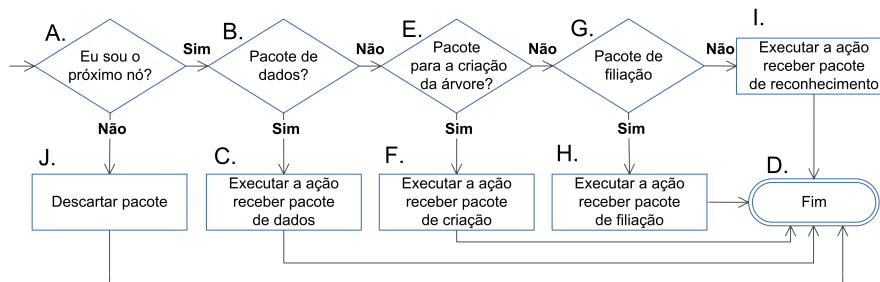 A.
Eu sou o
próximo nó?
Sim
B.
Pacote de
dados?
Não
E.
Pacote
para a criação
da árvore?
Não
G.
Pacote de
filiação
Não
I.
Executar a ação
receber pacote
de reconhecimento
Não
Sim
Sim
Sim
J.
Descartar pacote
C.
Executar a ação
receber pacote
de dados
F.
Executar a ação
receber pacote
de criação
H.
Executar a ação
receber pacote
de filiação
D.
Fim